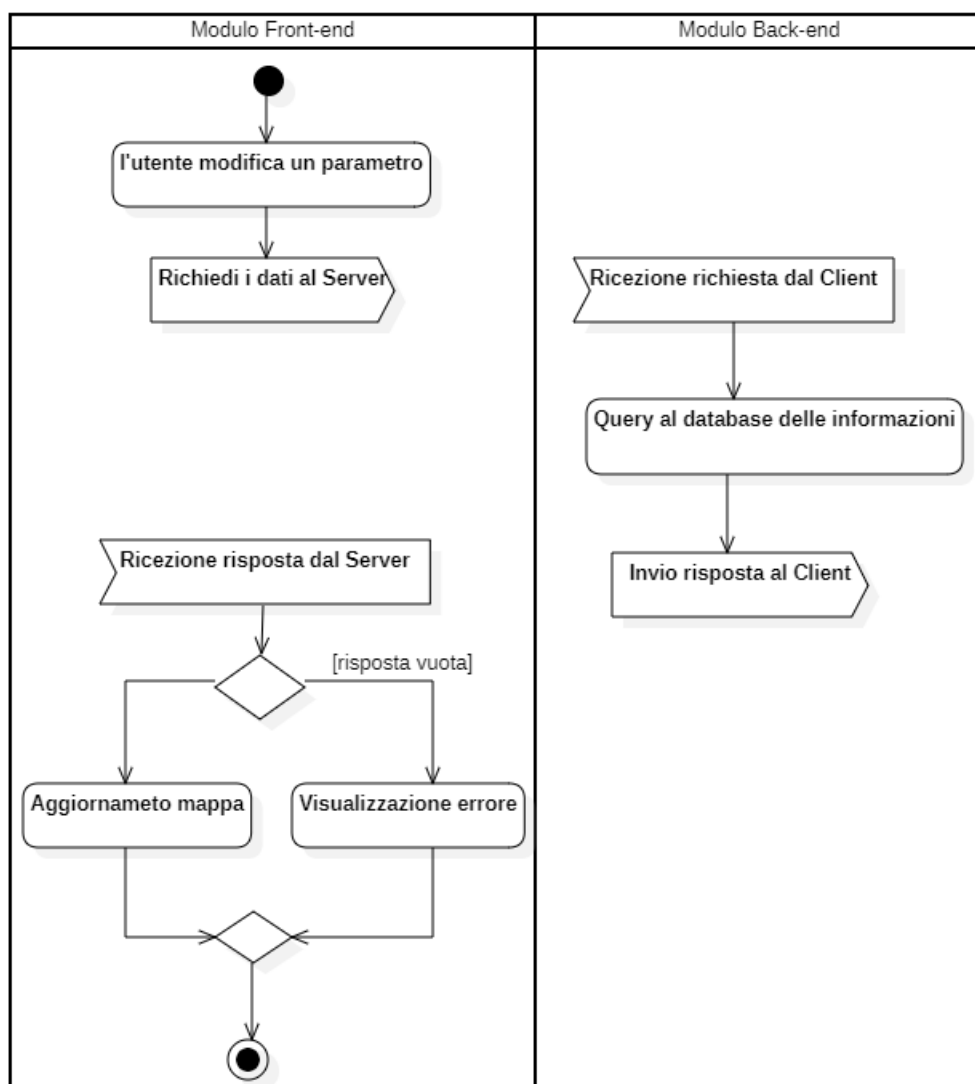 Modulo Front-end
Modulo Back-end
l'utente modifica un parametro
Richiedi i dati al Server
Ricezione richiesta dal Client
Query al database delle informazioni
Ricezione risposta dal Server
Invio risposta al Client
[risposta vuota]
Aggiornameto mappa
Visualizzazione errore